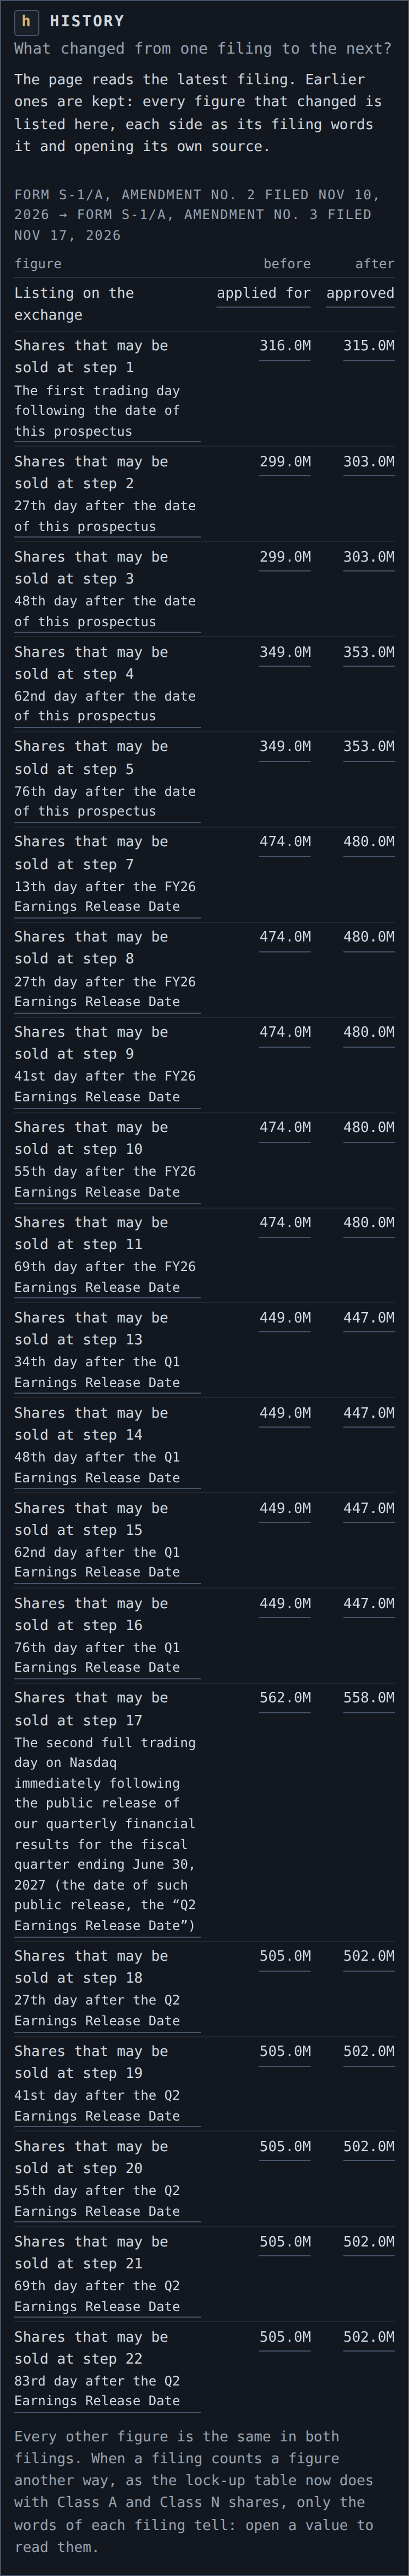 h HISTORY
What changed from one filing to the next?
The page reads the latest filing. Earlier
ones are kept: every figure that changed is
listed here, each side as its filing words
it and opening its own source.
FORM S-1/A, AMENDMENT NO. 2 FILED NOV 10,
2026 → FORM S-1/A, AMENDMENT NO. 3 FILED
NOV 17, 2026
figure before after
Listing on the applied for approved
exchange
Shares that may be 316.0M 315.0M
sold at step 1
The first trading day
following the date of
this prospectus
Shares that may be 299.0M 303.0M
sold at step 2
27th day after the date
of this prospectus
Shares that may be 299.0M 303.0M
sold at step 3
48th day after the date
of this prospectus
Shares that may be 349.0M 353.0M
sold at step 4
62nd day after the date
of this prospectus
Shares that may be 349.0M 353.0M
sold at step 5
76th day after the date
of this prospectus
Shares that may be 474.0M 480.0M
sold at step 7
13th day after the FY26
Earnings Release Date
Shares that may be 474.0M 480.0M
sold at step 8
27th day after the FY26
Earnings Release Date
Shares that may be 474.0M 480.0M
sold at step 9
41st day after the FY26
Earnings Release Date
Shares that may be 474.0M 480.0M
sold at step 10
55th day after the FY26
Earnings Release Date
Shares that may be 474.0M 480.0M
sold at step 11
69th day after the FY26
Earnings Release Date
Shares that may be 449.0M 447.0M
sold at step 13
34th day after the Q1
Earnings Release Date
Shares that may be 449.0M 447.0M
sold at step 14
48th day after the Q1
Earnings Release Date
Shares that may be 449.0M 447.0M
sold at step 15
62nd day after the Q1
Earnings Release Date
Shares that may be 449.0M 447.0M
sold at step 16
76th day after the Q1
Earnings Release Date
Shares that may be 562.0M 558.0M
sold at step 17
The second full trading
day on Nasdaq
immediately following
the public release of
our quarterly financial
results for the fiscal
quarter ending June 30,
2027 (the date of such
public release, the “Q2
Earnings Release Date”)
Shares that may be 505.0M 502.0M
sold at step 18
27th day after the Q2
Earnings Release Date
Shares that may be 505.0M 502.0M
sold at step 19
41st day after the Q2
Earnings Release Date
Shares that may be 505.0M 502.0M
sold at step 20
55th day after the Q2
Earnings Release Date
Shares that may be 505.0M 502.0M
sold at step 21
69th day after the Q2
Earnings Release Date
Shares that may be 505.0M 502.0M
sold at step 22
83rd day after the Q2
Earnings Release Date
Every other figure is the same in both
filings. When a filing counts a figure
another way, as the lock-up table now does
with Class A and Class N shares, only the
words of each filing tell: open a value to
read them.